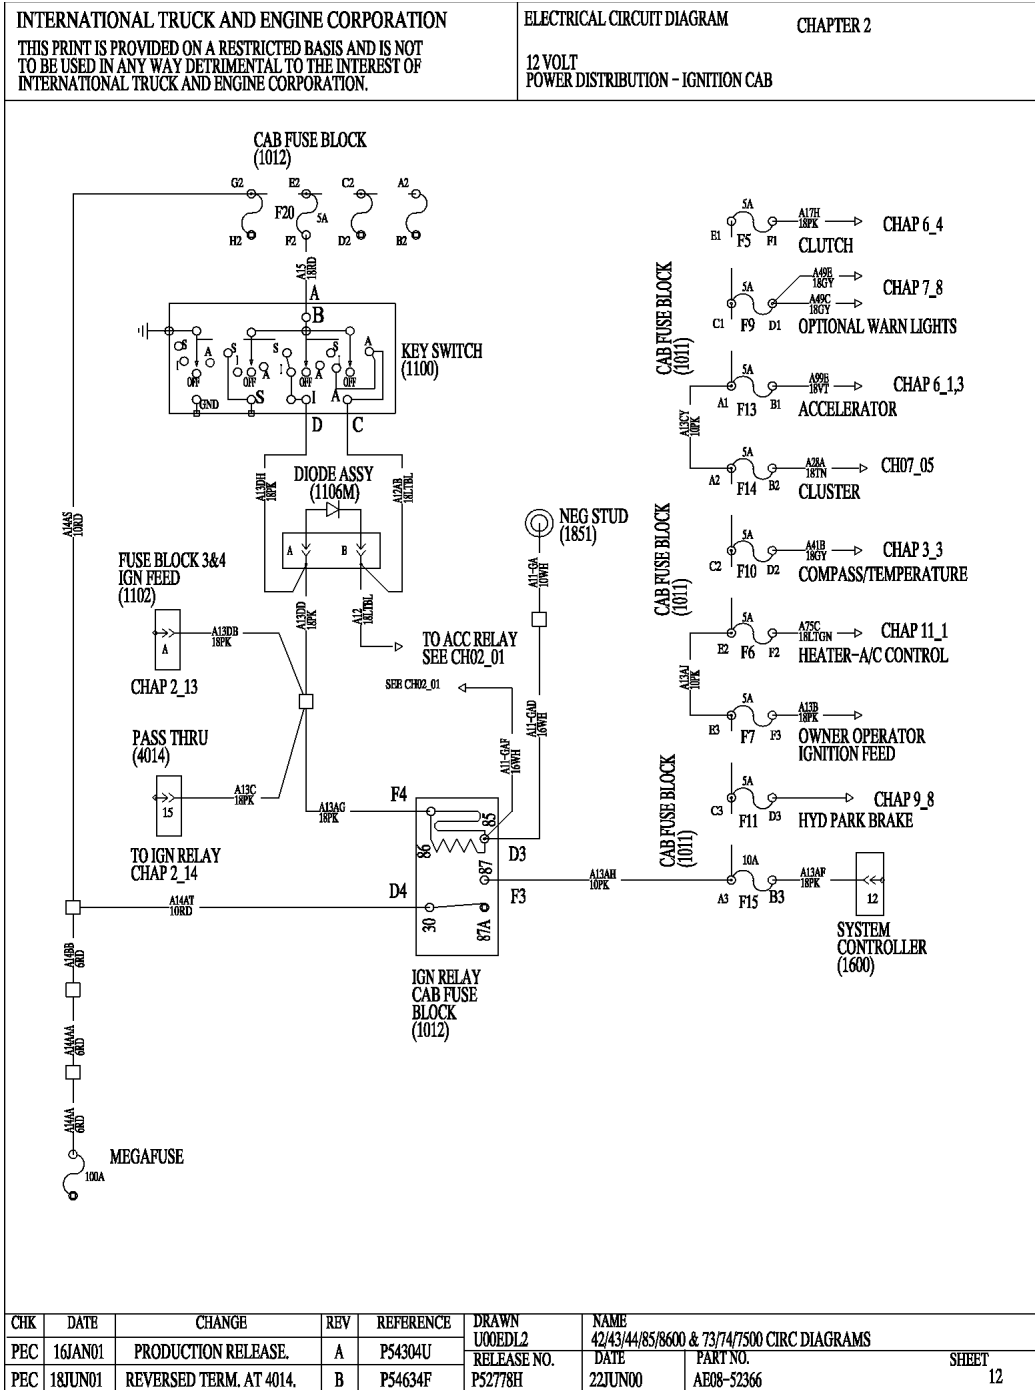 INTERNATIONAL TRUCK AND ENGINE CORPORATION
THIS PRINT IS PROVIDED ON A RESTRICTED BASIS AND IS NOT
TO BE USED IN ANY WAY DETRIMENTAL TO THE INTEREST OF
INTERNATIONAL TRUCK AND ENGINE CORPORATION.
ELECTRICAL CIRCUIT DIAGRAM
CHAPTER 2
12 VOLT
POWER DISTRIBUTION - IGNITION CAB
CAB FUSE BLOCK
(1012)
G2
E2
C2
A2
F20
5A
H2
F2
D2
B2
A15
18RD
A
B
KEY SWITCH
(1100)
S
A
I
OFF
S
I
OFF
A
S
I
OFF
A
I
OFF
A
GND
S
I
A
D
C
A13DH
18PK
DIODE ASSY
(1106M)
A12AB
18LTBL
A
B
A13DD
18PK
A12
18LTBL
A14AS
10RD
FUSE BLOCK 3&4
IGN FEED
(1102)
A
A13DB
18PK
CHAP 2_13
PASS THRU
(4014)
15
A13C
18PK
TO IGN RELAY
CHAP 2_14
TO ACC RELAY
SEE CH02_01
SEE CH02_01
NEG STUD
(1851)
A11-GA
10WH
A11-GAD
16WH
A11-GAF
16WH
A13AG
18PK
F4
86
85
D3
87
F3
D4
30
87A
A14AT
10RD
A13AH
10PK
IGN RELAY
CAB FUSE
BLOCK
(1012)
A14BB
6RD
A14AAA
6RD
A14AA
6RD
MEGAFUSE
100A
CAB FUSE BLOCK
(1011)
E1
5A
F5
F1
A17H
18PK
CHAP 6_4
CLUTCH
C1
5A
F9
D1
A49E
18GY
A49C
18GY
CHAP 7_8
OPTIONAL WARN LIGHTS
A1
5A
F13
B1
A99E
18VT
CHAP 6_1,3
ACCELERATOR
A13CY
10PK
A2
5A
F14
B2
A28A
18TN
CH07_05
CLUSTER
CAB FUSE BLOCK
(1011)
C2
5A
F10
D2
A41B
18GY
CHAP 3_3
COMPASS/TEMPERATURE
E2
5A
F6
F2
A75C
18LTGN
CHAP 11_1
HEATER-A/C CONTROL
A13AJ
10PK
E3
5A
F7
F3
A13B
18PK
OWNER OPERATOR
IGNITION FEED
CAB FUSE BLOCK
(1011)
C3
5A
F11
D3
CHAP 9_8
HYD PARK BRAKE
A3
10A
F15
B3
A13AF
18PK
12
SYSTEM
CONTROLLER
(1600)
CHK DATE CHANGE REV REFERENCE
PEC 16JAN01 PRODUCTION RELEASE. A P54304U
PEC 18JUN01 REVERSED TERM. AT 4014. B P54634F
DRAWN
U00EDL2
RELEASE NO.
P52778H
NAME
42/43/44/85/8600 & 73/74/7500 CIRC DIAGRAMS
DATE
22JUN00
PART NO.
AE08-52366
SHEET
12